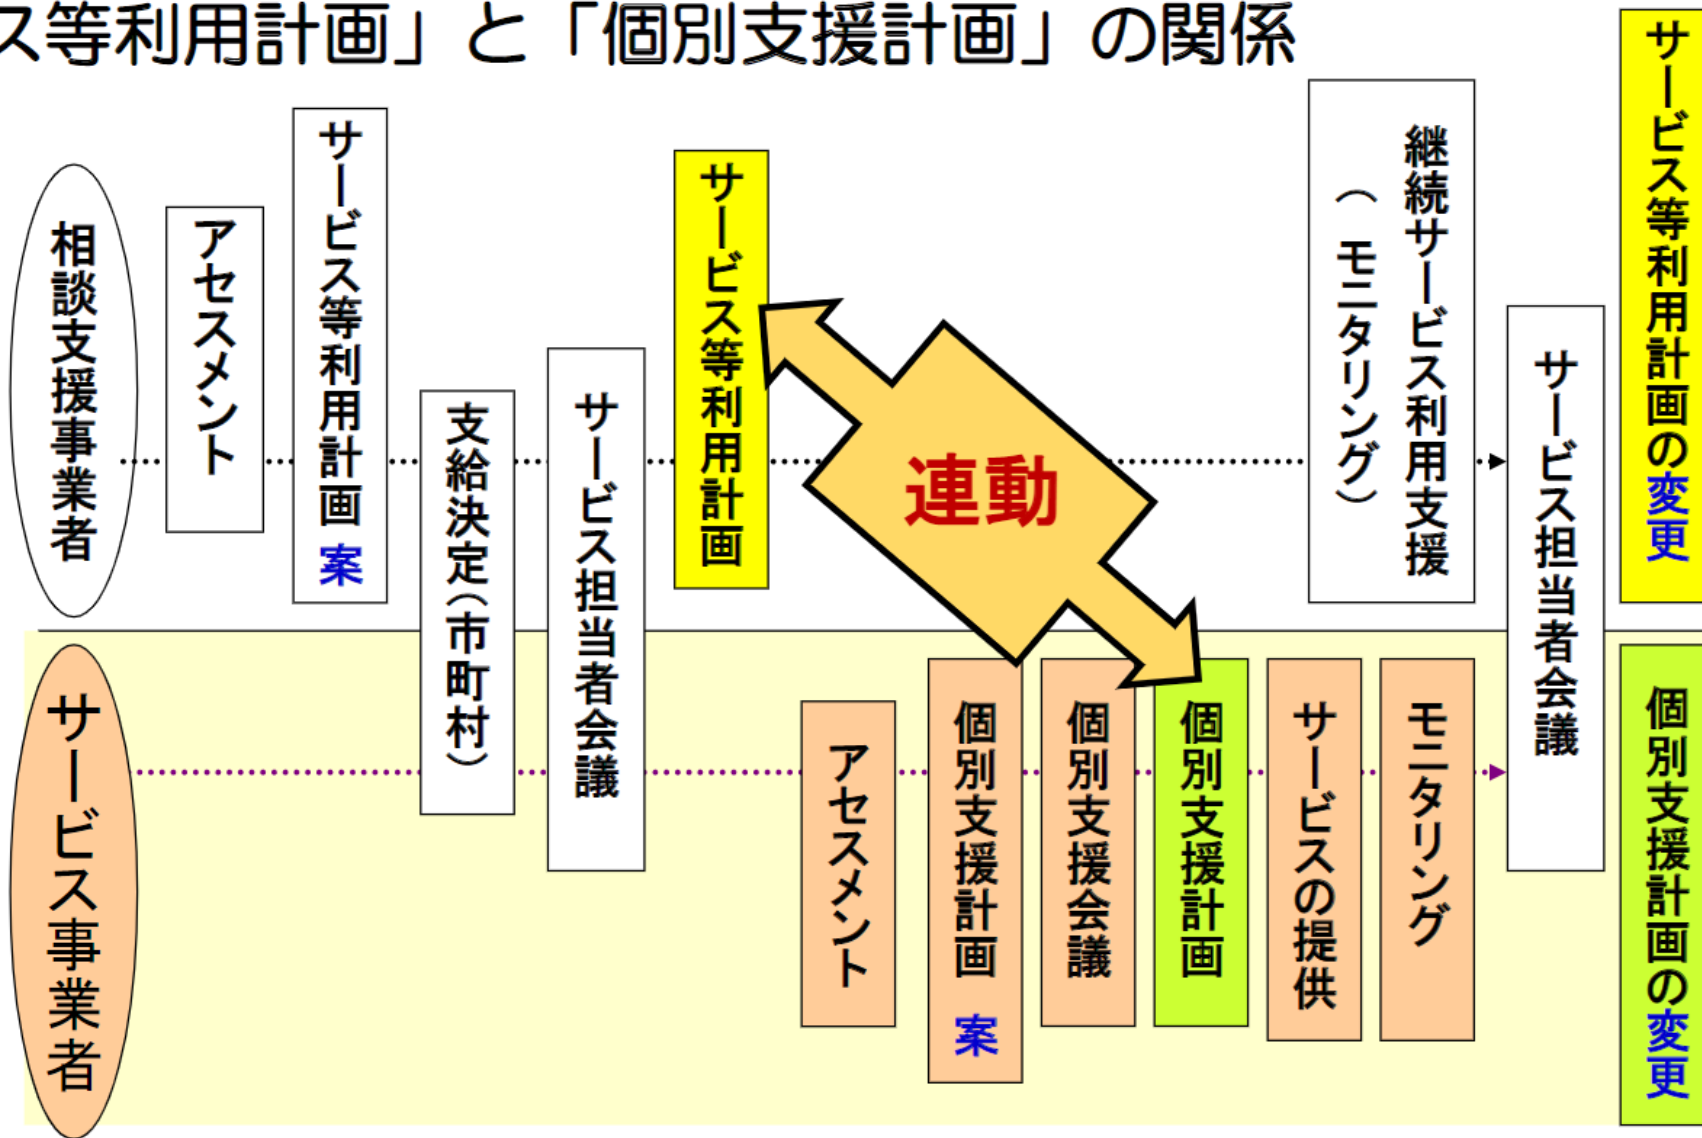 ス等利用計画」と「個別支援計画」の関係
相談支援事業者
アセスメント
サービス等利用計画 案
支給決定（市町村）
サービス担当者会議
サービス等利用計画
連動
継続サービス利用支援
（ モニタリング）
サービス担当者会議
サービス等利用計画の変更
サービス事業者
アセスメント
個別支援計画 案
個別支援会議
個別支援計画
サービスの提供
モニタリング
個別支援計画の変更